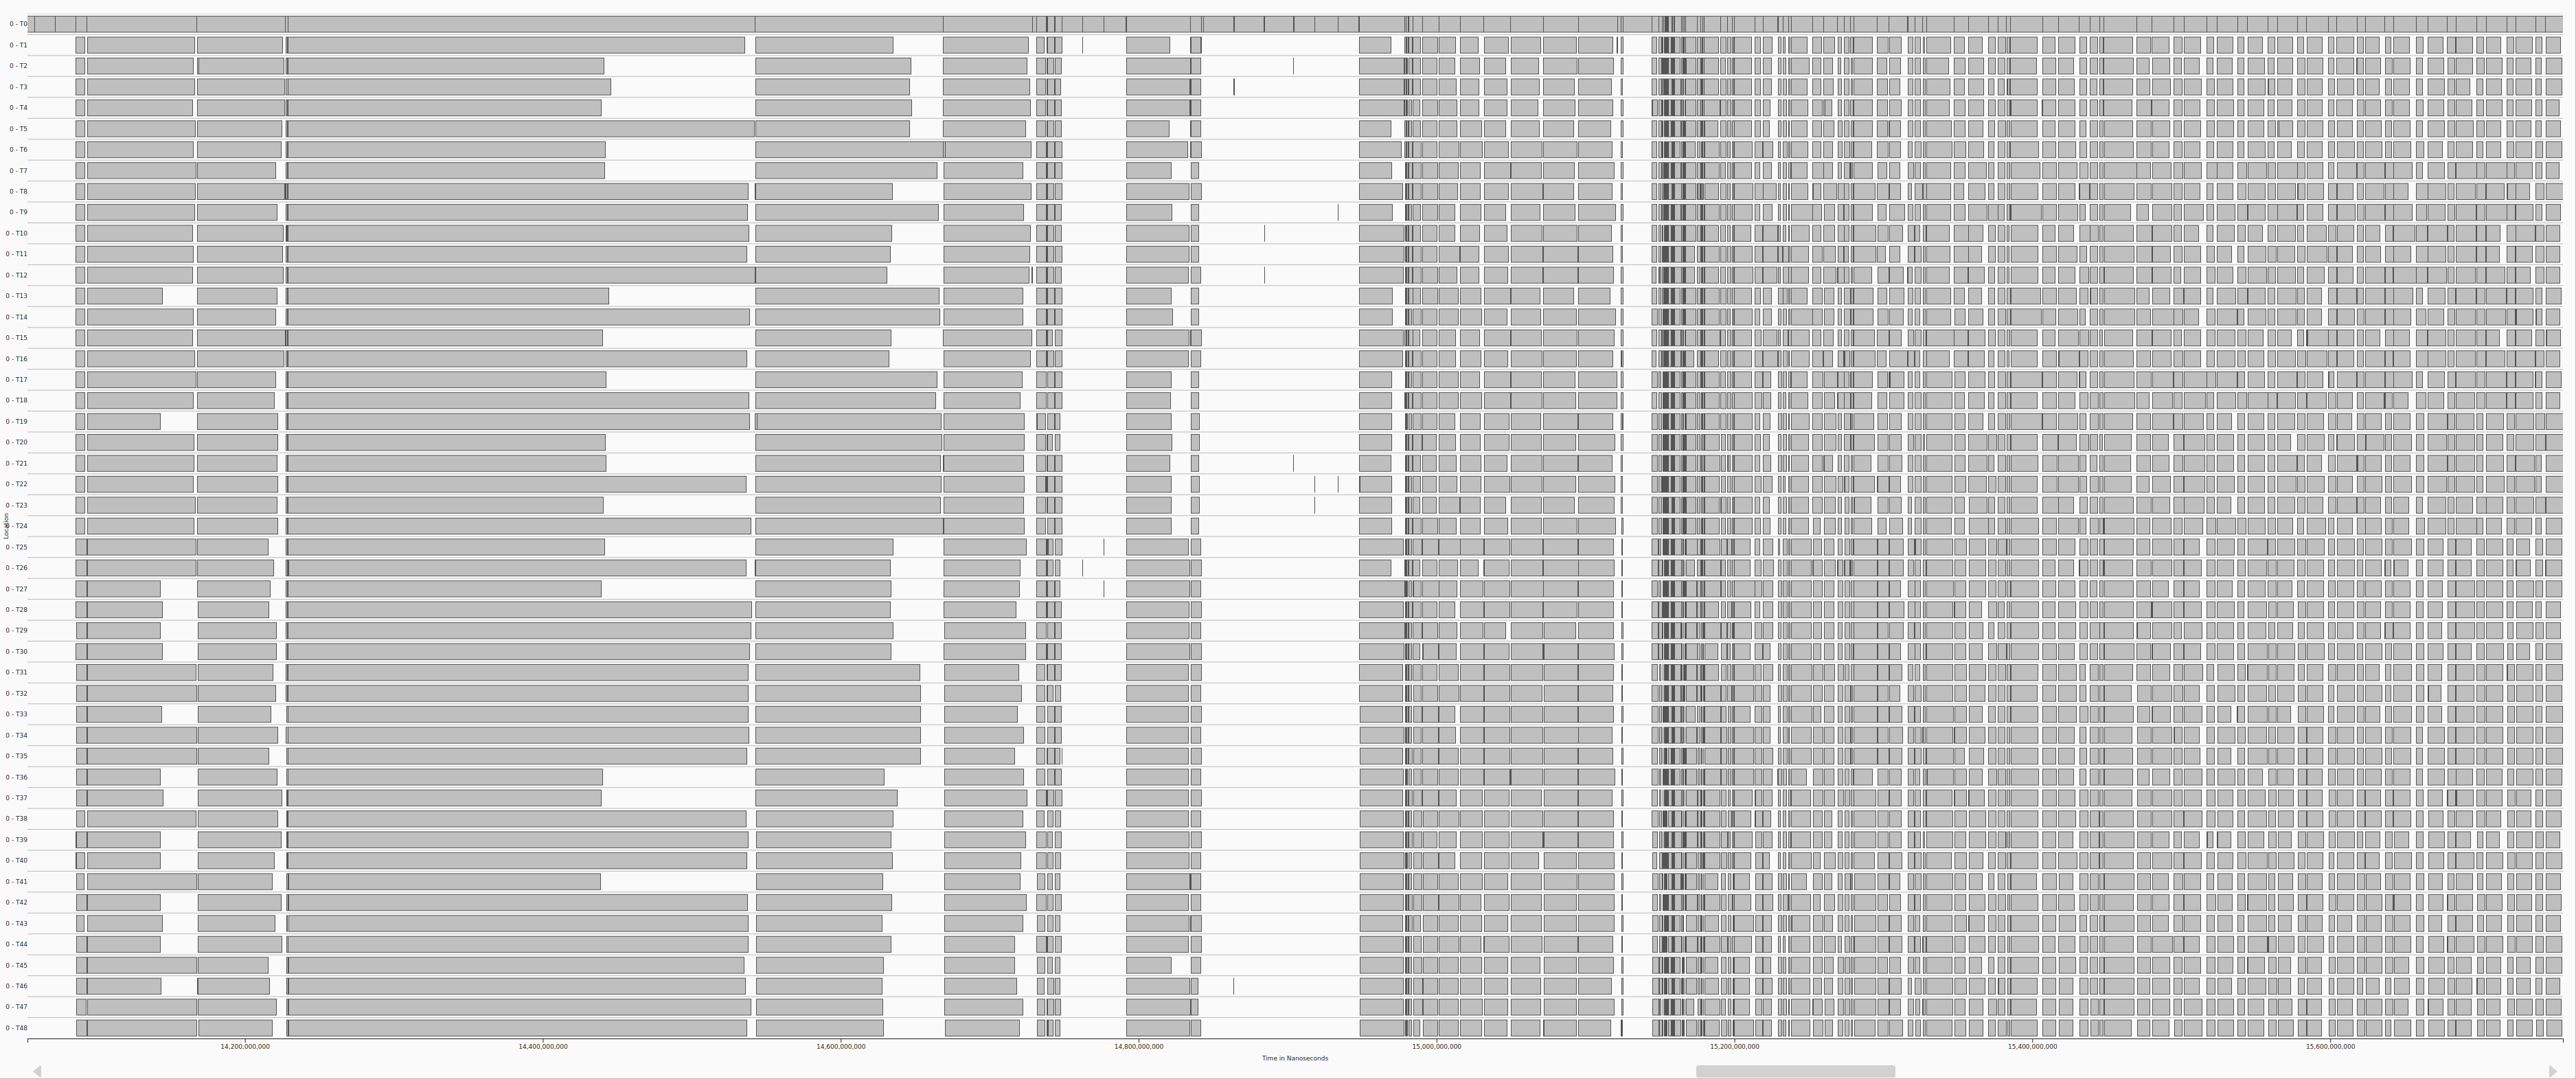 0 - T0
0 - T1
0 - T2
0 - T3
0 - T4
0 - T5
0 - T6
0 - T7
0 - T8
0 - T9
0 - T10
0 - T11
0 - T12
0 - T13
0 - T14
0 - T15
0 - T16
0 - T17
0 - T18
0 - T19
0 - T20
0 - T21
0 - T22
0 - T23
Location
0 - T24
0 - T25
0 - T26
0 - T27
0 - T28
0 - T29
0 - T30
0 - T31
0 - T32
0 - T33
0 - T34
0 - T35
0 - T36
0 - T37
0 - T38
0 - T39
0 - T40
0 - T41
0 - T42
0 - T43
0 - T44
0 - T45
0 - T46
0 - T47
0 - T48
14,200,000,000 14,400,000,000 14,600,000,000 14,800,000,000 15,000,000,000 15,200,000,000 15,400,000,000 15,600,000,000
Time in Nanoseconds